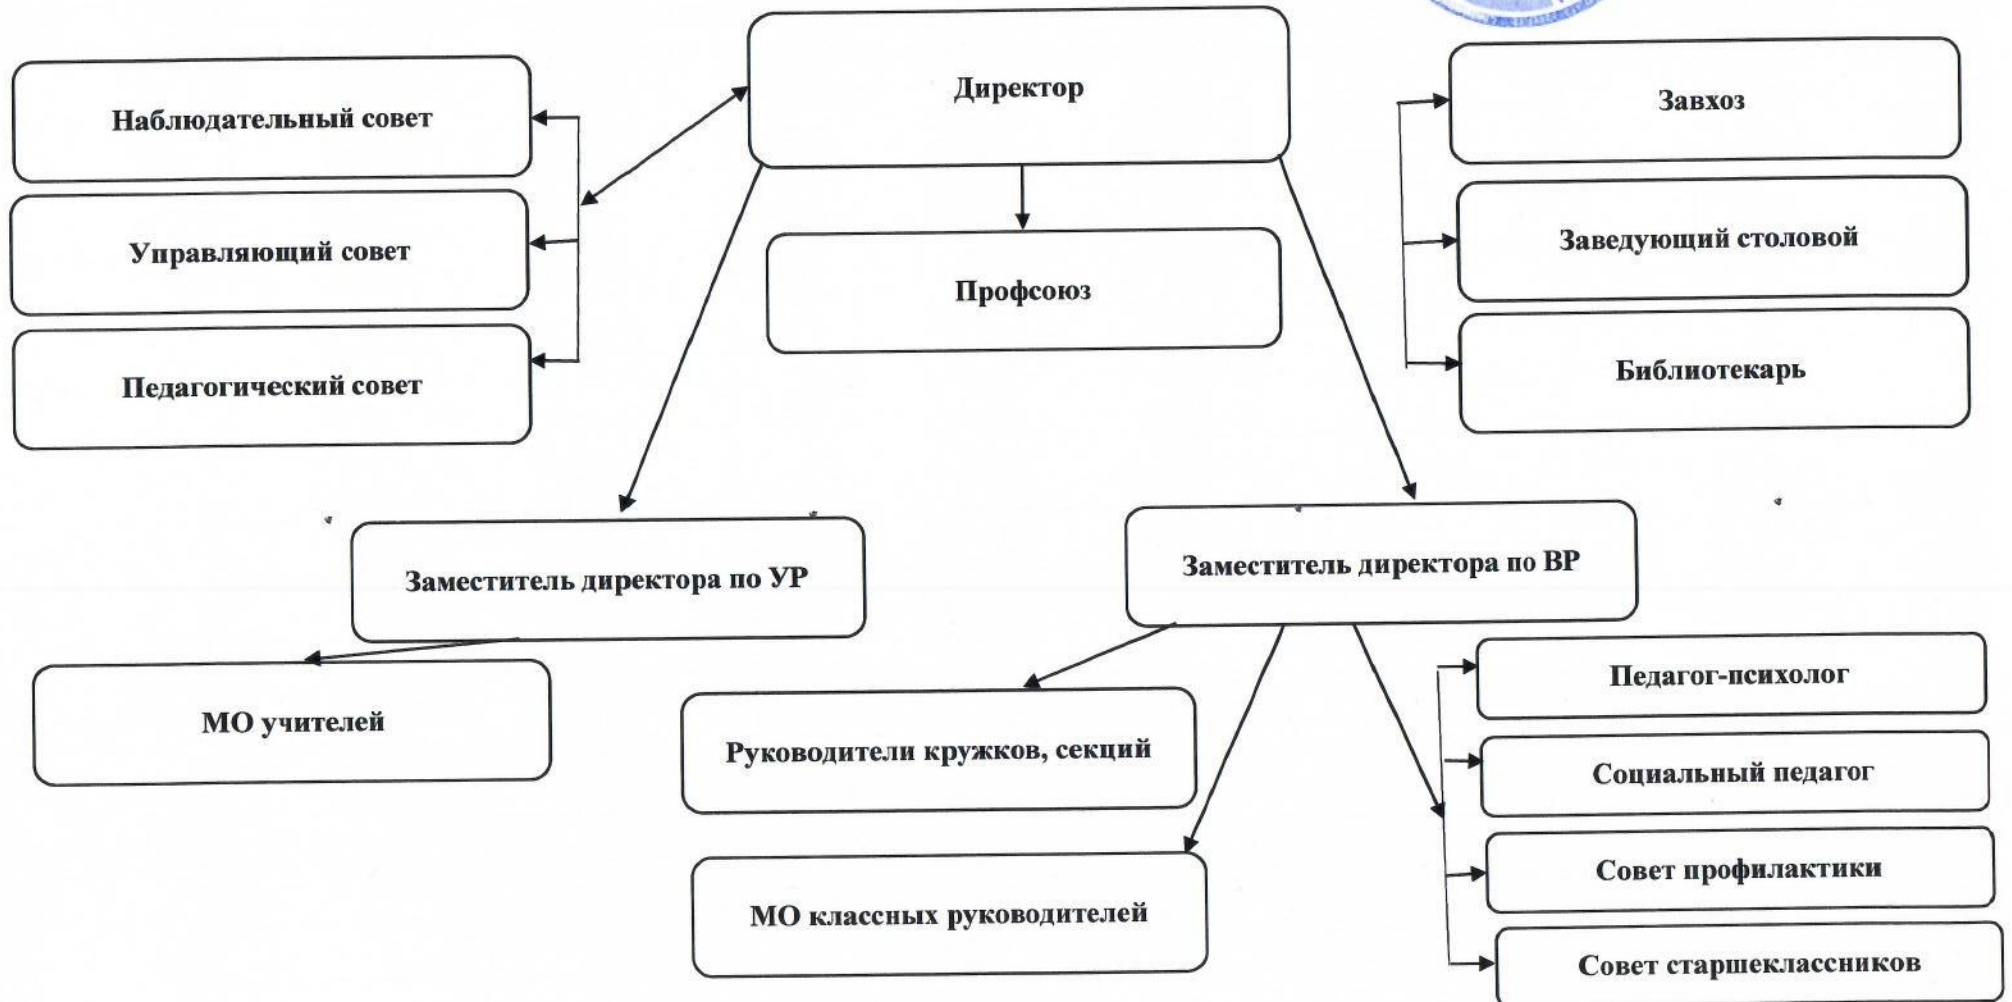 Директор
Наблюдательный совет
Завхоз
Управляющий совет
Заведующий столовой
Профсоюз
Педагогический совет
Библиотекарь
Заместитель директора по УР
Заместитель директора по ВР
МО учителей
Руководители кружков, секций
Педагог-психолог
Социальный педагог
МО классных руководителей
Совет профилактики
Совет старшеклассников